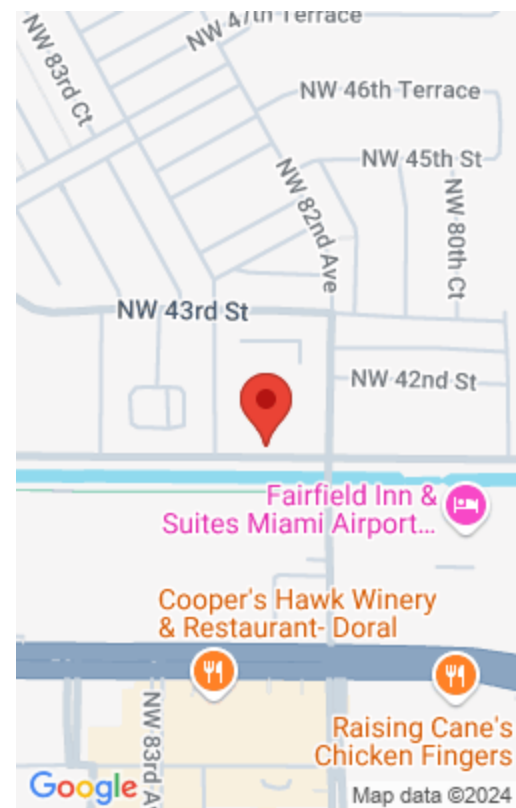 NW 47th Terrace
NW 83rd Ct
NW 46th Terrace
NW 45th St
NW 82nd Ave
NW 80th Ct
NW 43rd St
NW 42nd St
Fairfield Inn &
Suites Miami Airport...
Cooper's Hawk Winery
& Restaurant- Doral
NW 83rd A
Raising Cane's
Chicken Fingers
Google
Map data ©2024